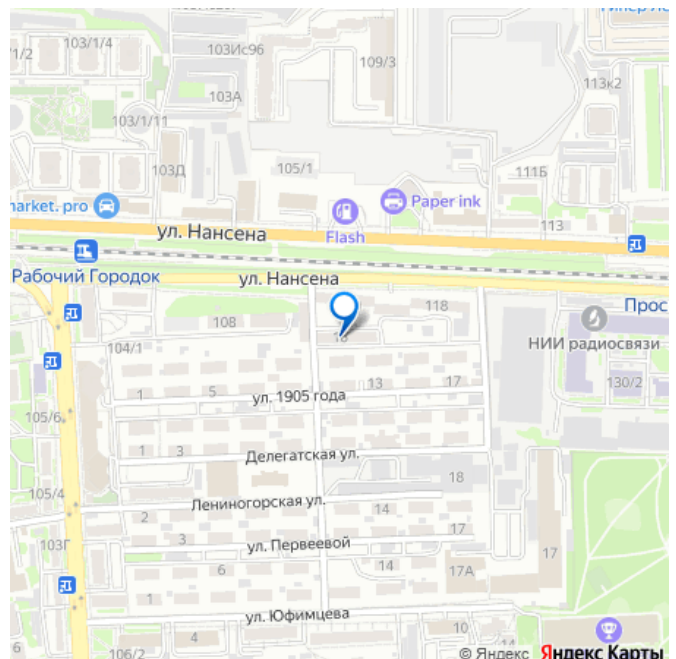 103/1/4
1/2
103Ис96
109/3
103А
113к2
103/1/11
103Д
105/1
111Б
market. pro
Paper ink
ул. Нансена
Flash
113
Рабочий Городок
ул. Нансена
118
Прос
108
16
НИИ радиосвязи
104/1
1
5
13
17
130/2
ул. 1905 года
105/6
1
3
Делегатская ул.
18
105/4
Лениногорская ул.
2
14
103Г
3
ул. Первеевой
17
17
6
14
17А
1
ул. Юфимцева
10
6
4
106/2
© Яндекс Яндекс Карты